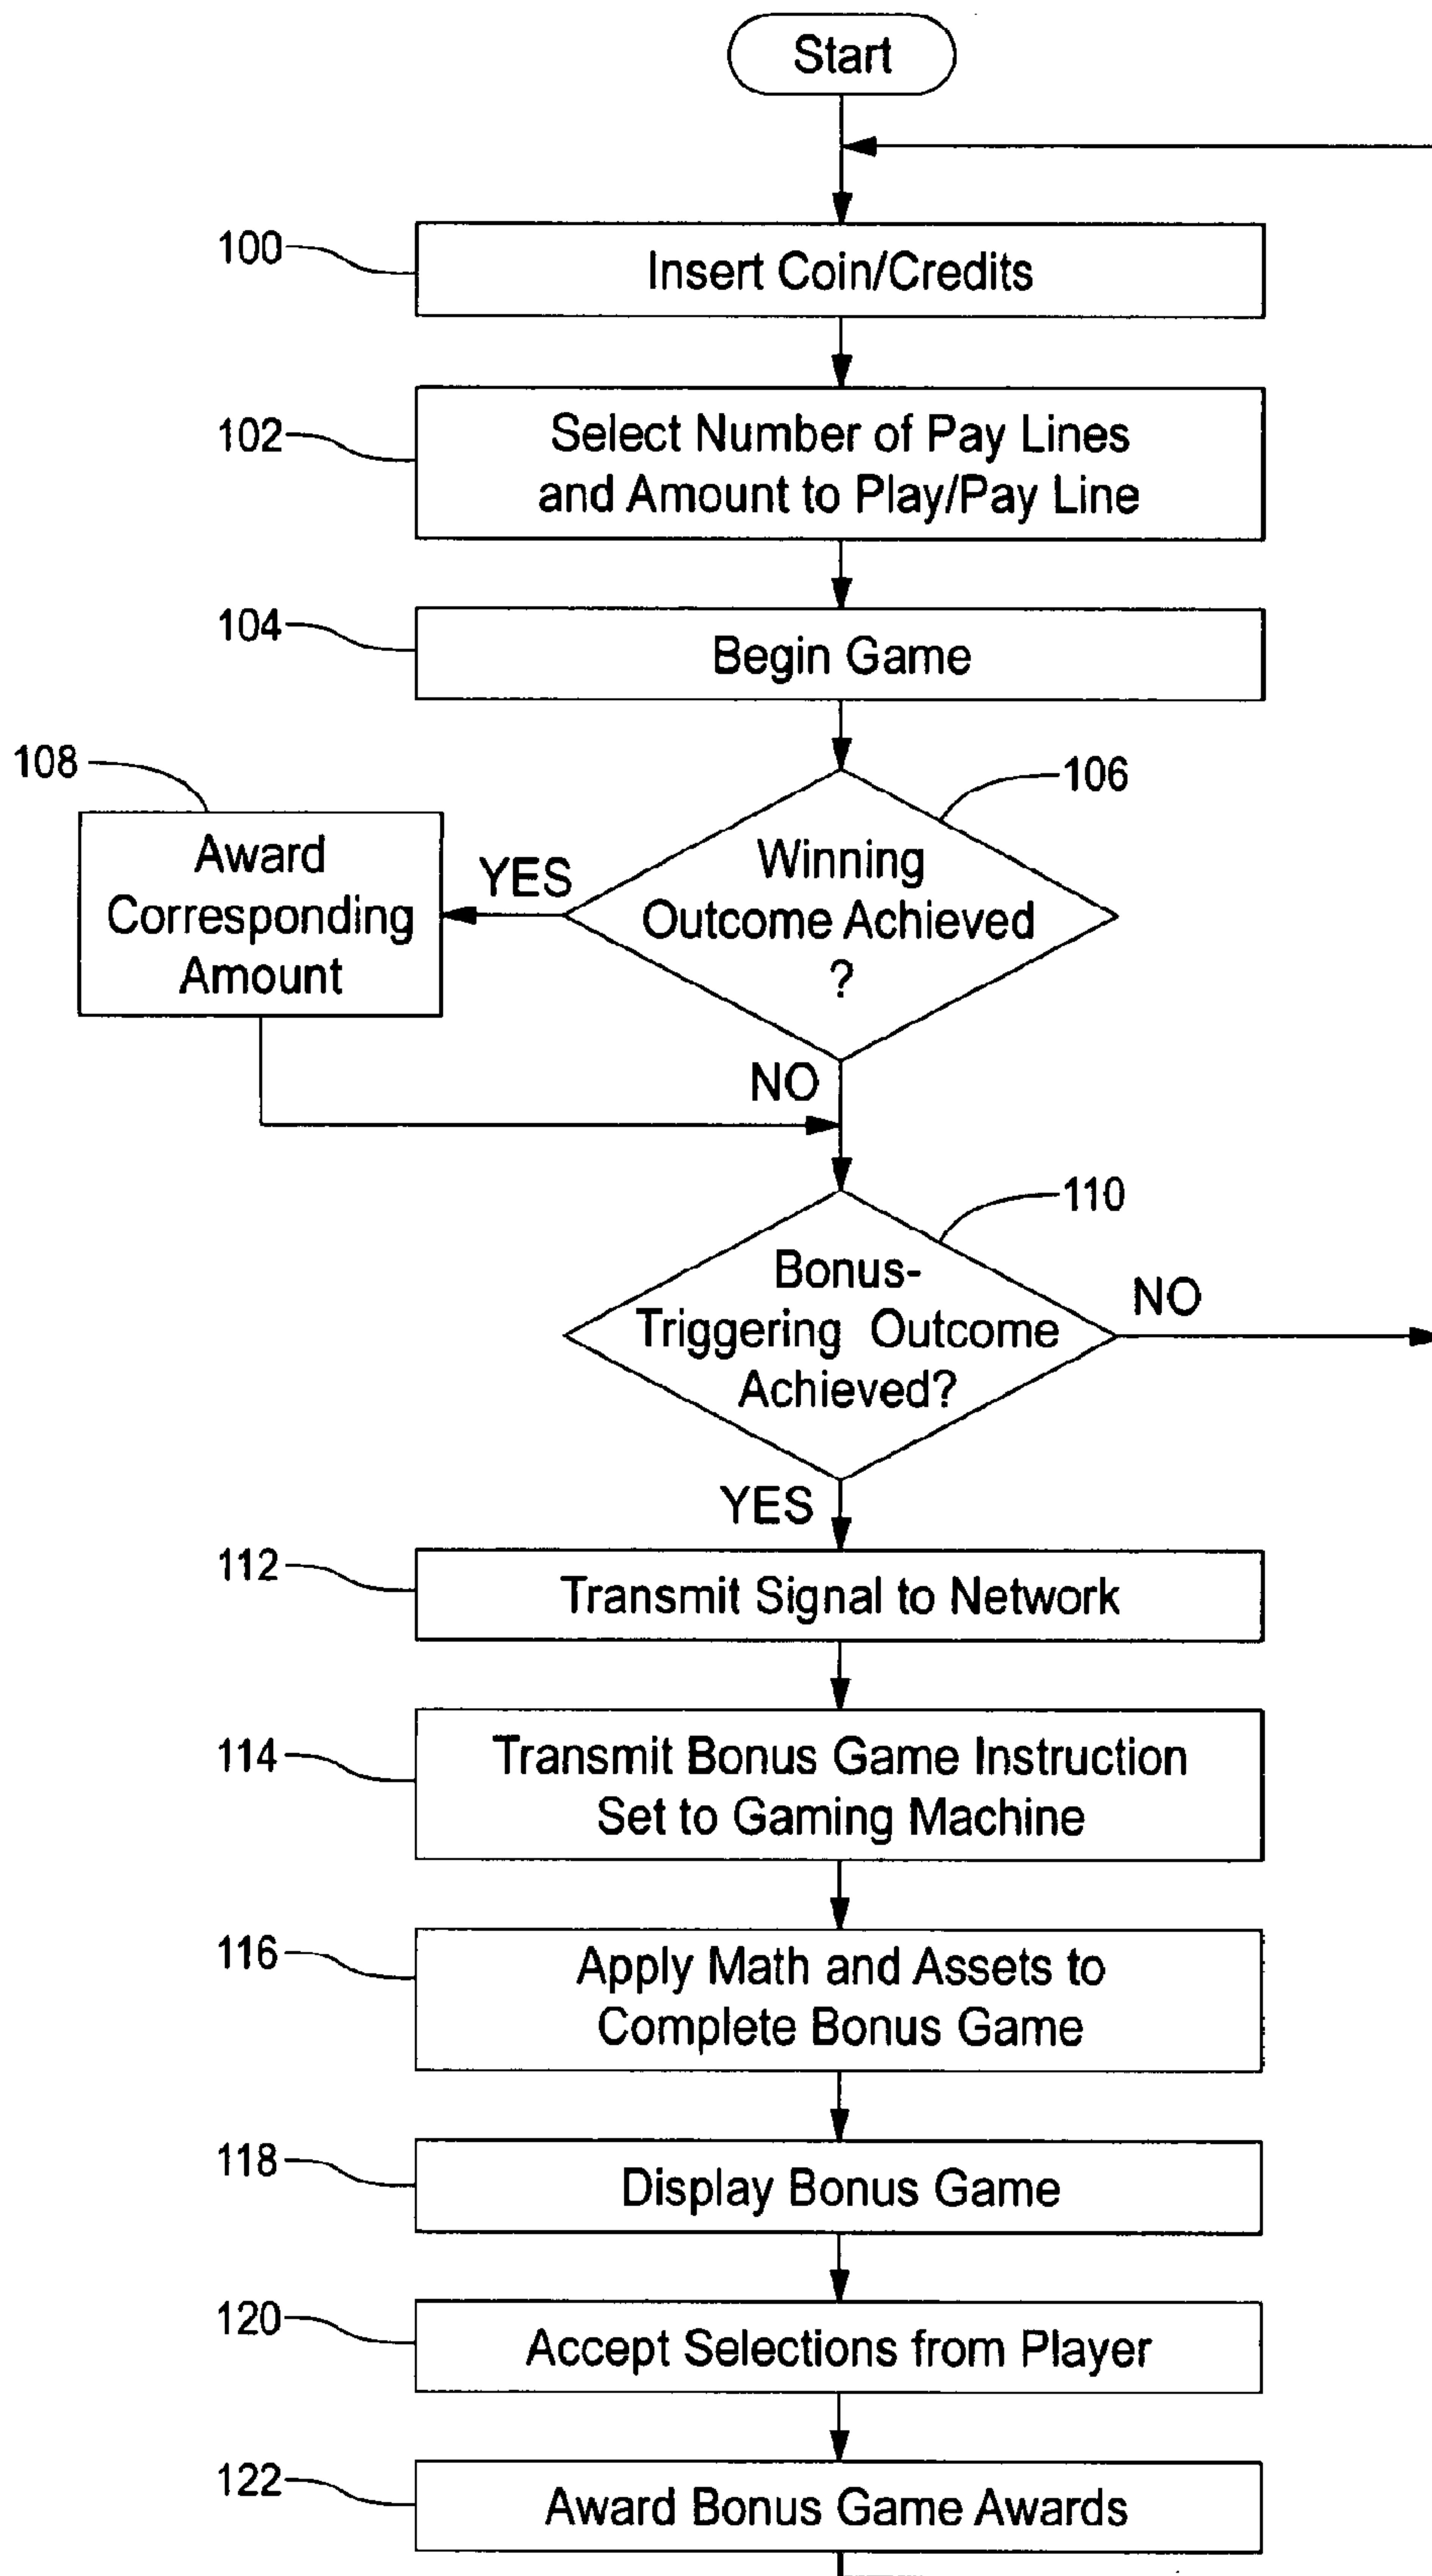 Start
100
Insert Coin/Credits
102
Select Number of Pay Lines
and Amount to Play/Pay Line
104
Begin Game
108
106
Award
Corresponding
Amount
YES
Winning
Outcome Achieved
?
NO
110
Bonus-
Triggering Outcome
Achieved?
NO
YES
112
Transmit Signal to Network
114
Transmit Bonus Game Instruction
Set to Gaming Machine
116
Apply Math and Assets to
Complete Bonus Game
118
Display Bonus Game
120
Accept Selections from Player
122
Award Bonus Game Awards